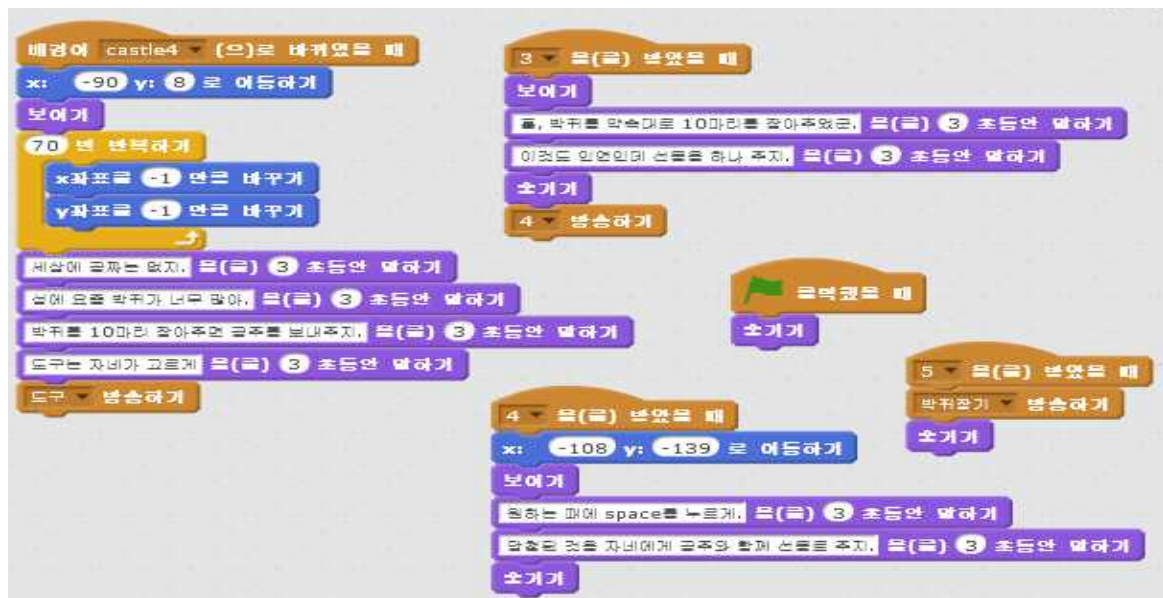 배경이 castle4 (으)로 바뀌었을 때
x: -90 y: 8 로 이동하기
보이기
70 번 반복하기
x좌표를 -1 만큼 바꾸기
y좌표를 -1 만큼 바꾸기
세상에 공짜는 없지. 을(를) 3 초동안 말하기
성에 요즘 박쥐가 너무 많아. 을(를) 3 초동안 말하기
박쥐를 10마리 잡아주면 공주를 보내주지. 을(를) 3 초동안 말하기
도구는 자네가 고르게 을(를) 3 초동안 말하기
도구 방송하기
3 을(를) 받았을 때
보이기
흠, 박쥐를 약속대로 10마리를 잡아주었군. 을(를) 3 초동안 말하기
이것도 인연인데 선물을 하나 주지. 을(를) 3 초동안 말하기
숨기기
4 방송하기
클릭했을 때
숨기기
5 을(를) 받았을 때
박쥐잡기 방송하기
숨기기
4 을(를) 받았을 때
x: -108 y: -139 로 이동하기
보이기
원하는 때에 space를 누르게. 을(를) 3 초동안 말하기
당첨된 것을 자네에게 공주와 함께 선물로 주지. 을(를) 3 초동안 말하기
숨기기